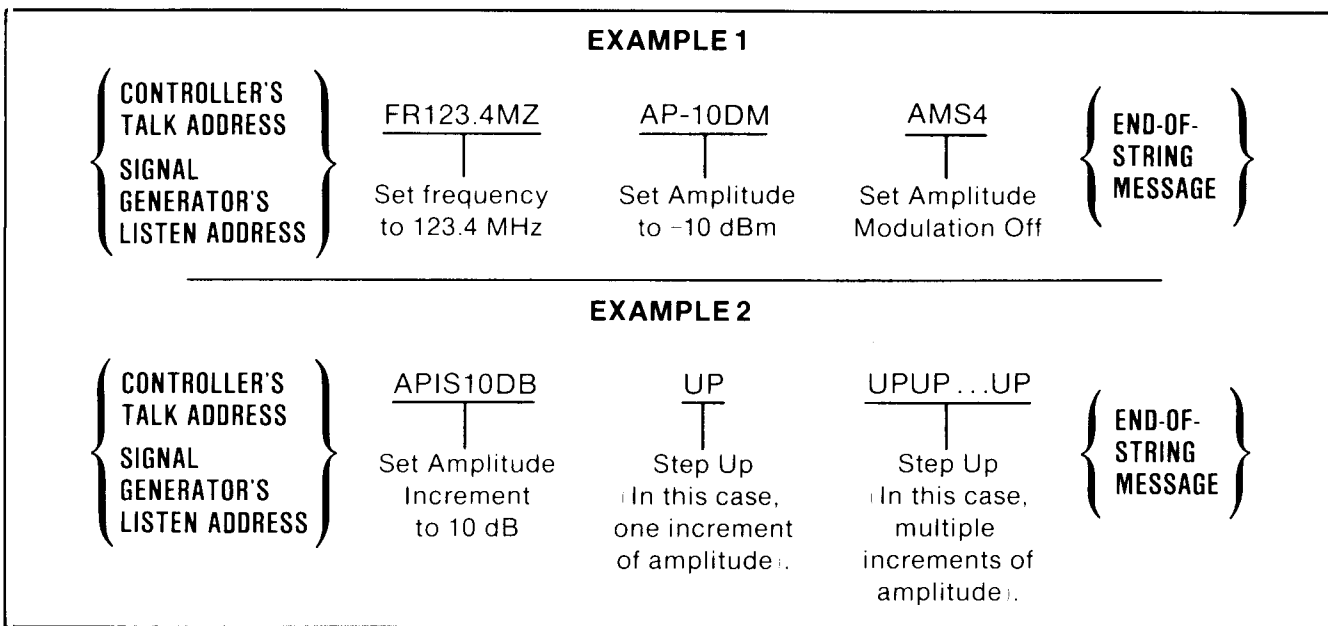 EXAMPLE 1
CONTROLLER'S
TALK ADDRESS
SIGNAL
GENERATOR'S
LISTEN ADDRESS
FR123.4MZ
Set frequency
to 123.4 MHz
AP-10DM
Set Amplitude
to -10 dBm
AMS4
Set Amplitude
Modulation Off
END-OF-
STRING
MESSAGE
EXAMPLE 2
CONTROLLER'S
TALK ADDRESS
SIGNAL
GENERATOR'S
LISTEN ADDRESS
APIS10DB
Set Amplitude
Increment
to 10 dB
UP
Step Up
(In this case,
one increment
of amplitude).
UPUP...UP
Step Up
(In this case,
multiple
increments of
amplitude).
END-OF-
STRING
MESSAGE